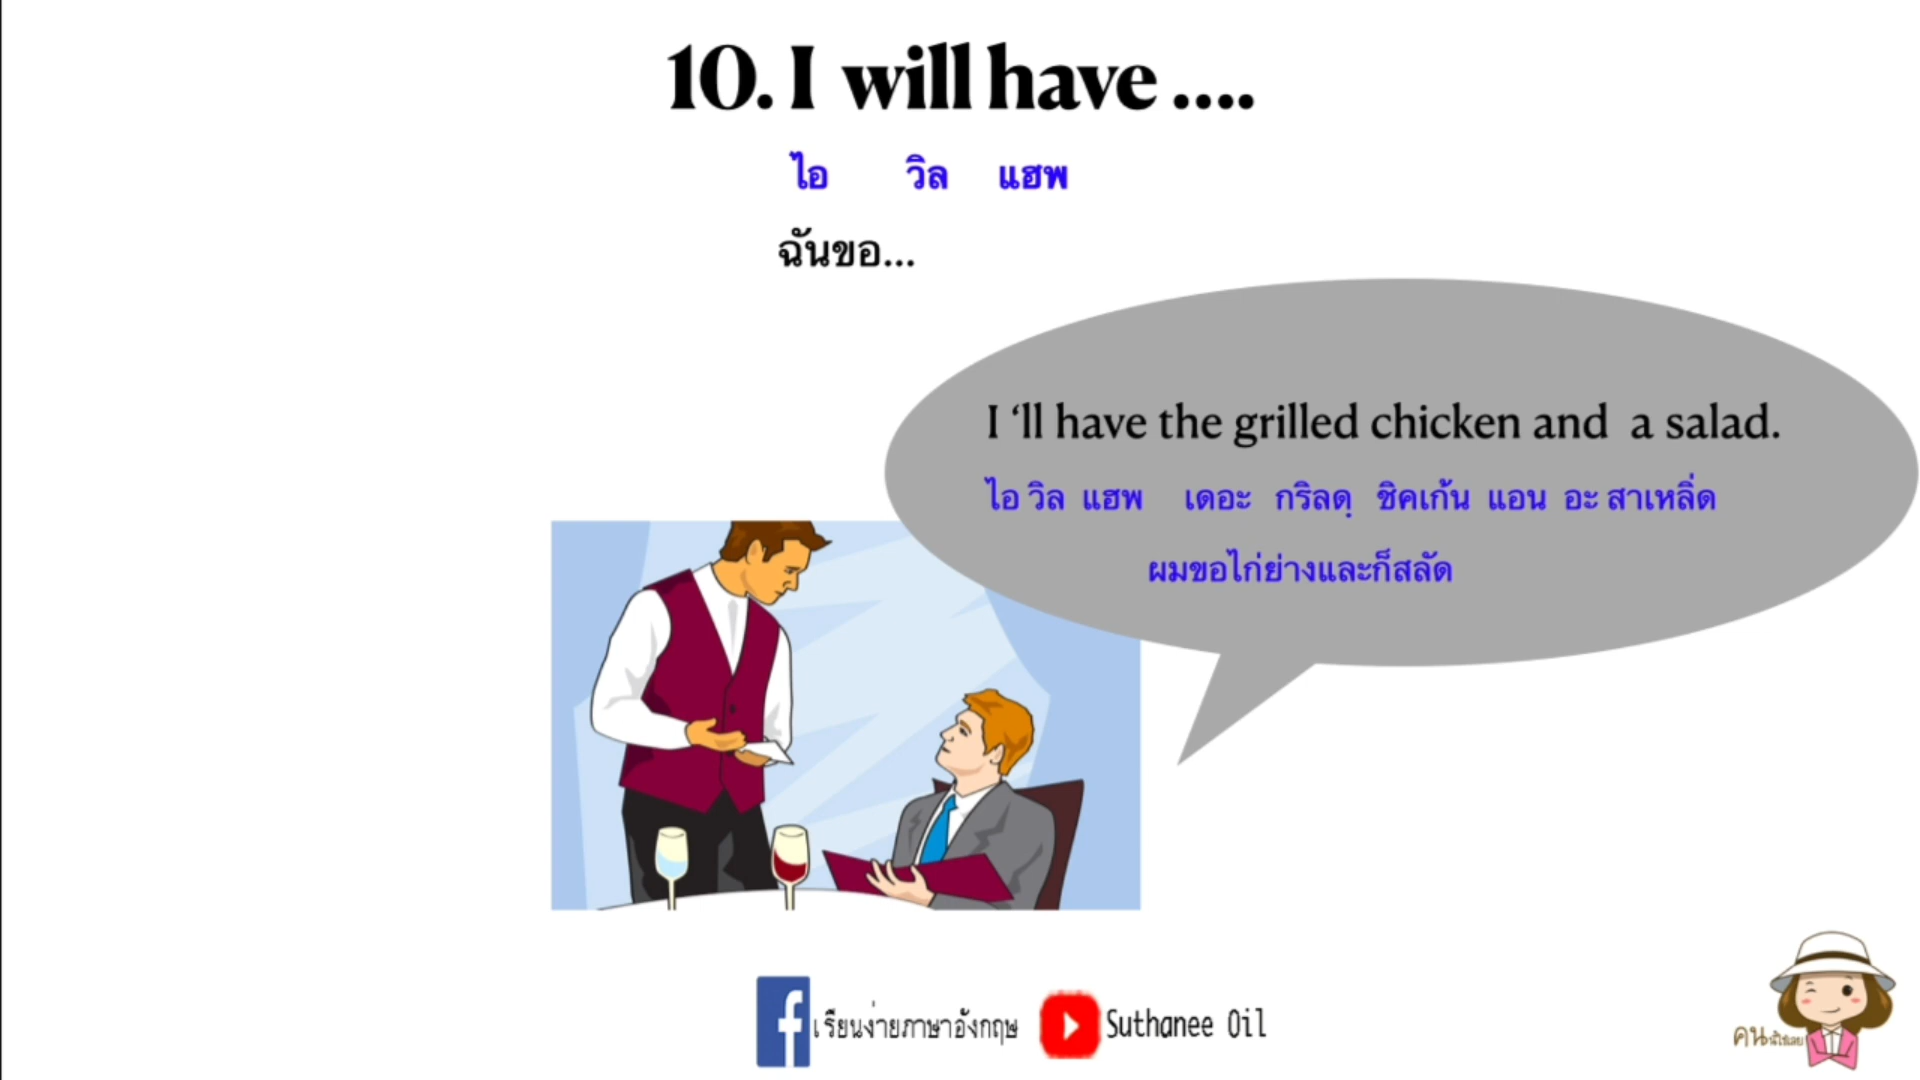 10. I will have ....
ไอ วิล แฮพ
ฉันขอ...
I ‘ll have the grilled chicken and a salad.
ไอ วิล แฮพ เดอะ กริลดฺ ชิคเก้น แอน อะ สาเหลิ่ด
ผมขอไก่ย่างและก็สลัด
เรียนง่ายภาษาอังกฤษ
Suthanee Oil
คน